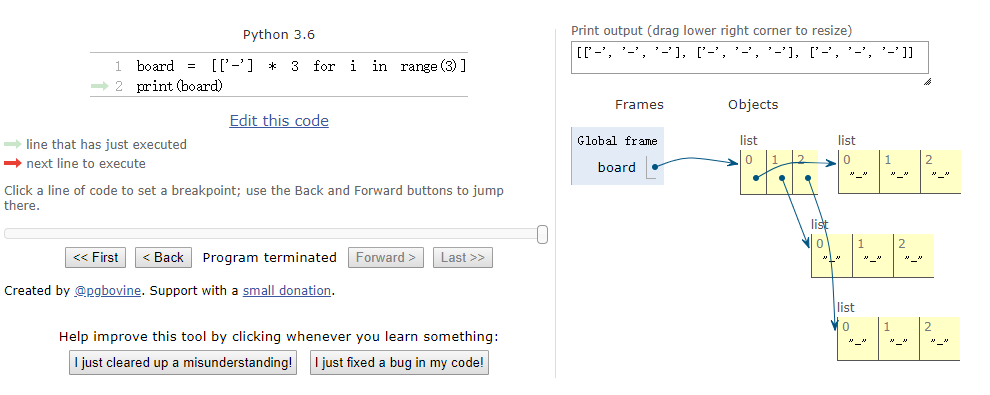 Python 3.6
1 board = [['-'] * 3 for i in range(3)]
2 print(board)
Edit this code
line that has just executed
next line to execute
Click a line of code to set a breakpoint; use the Back and Forward buttons to jump
there.
<< First < Back Program terminated Forward > Last >>
Created by @pgbovine. Support with a small donation.
Help improve this tool by clicking whenever you learn something:
I just cleared up a misunderstanding! I just fixed a bug in my code!
Print output (drag lower right corner to resize)
[['-', '-', '-'], ['-', '-', '-'], ['-', '-', '-']]
Frames Objects
Global frame
board
list
0 1 2
list
0 1 2
"-" "-" "-"
list
0 1 2
"-" "-" "-"
list
0 1 2
"-" "-" "-"